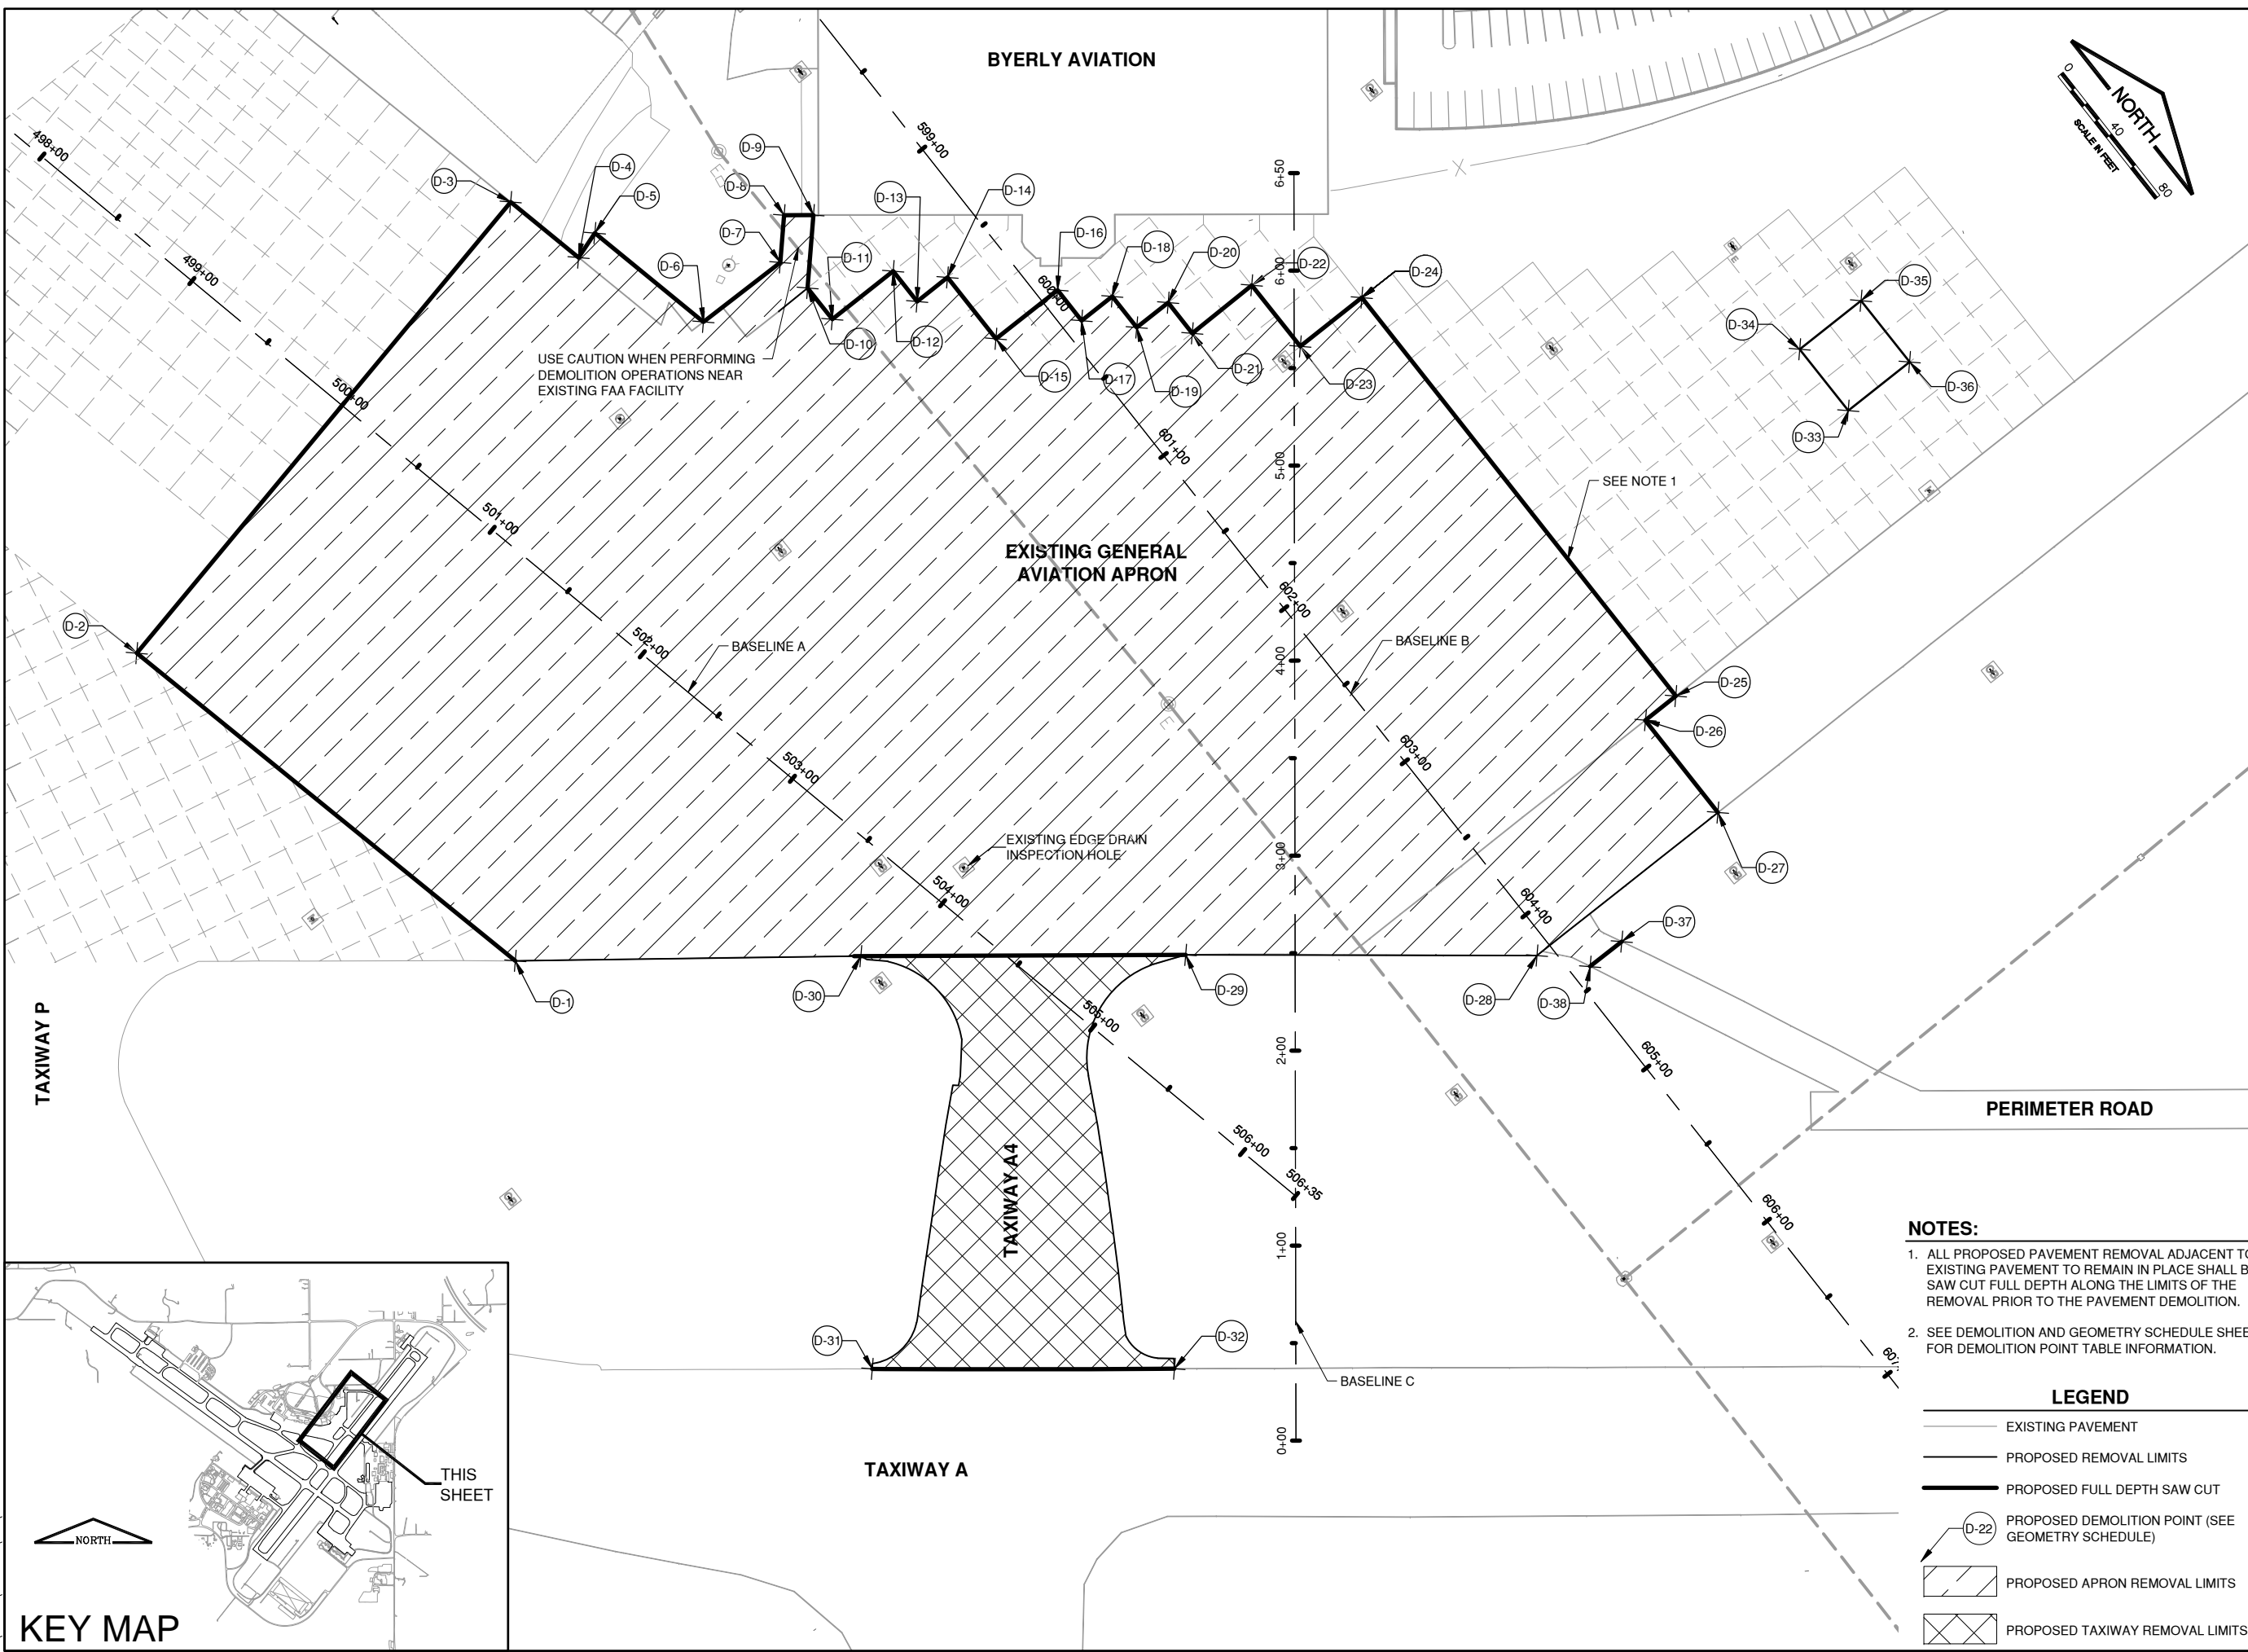 BYERLY AVIATION
NORTH
0
40
80
SCALE IN FEET
498+00
499+00
500+00
501+00
502+00
503+00
504+00
505+00
506+00
506+35
599+00
600+00
601+00
602+00
603+00
604+00
605+00
606+00
6+50
6+00
5+00
4+00
3+00
2+00
1+00
0+00
D-3
D-4
D-5
D-6
D-7
D-8
D-9
D-10
D-11
D-12
D-13
D-14
D-15
D-16
D-17
D-18
D-19
D-20
D-21
D-22
D-23
D-24
D-34
D-35
D-36
D-33
USE CAUTION WHEN PERFORMING
DEMOLITION OPERATIONS NEAR
EXISTING FAA FACILITY
SEE NOTE 1
EXISTING GENERAL
AVIATION APRON
D-2
BASELINE A
BASELINE B
D-25
D-26
EXISTING EDGE DRAIN
INSPECTION HOLE
D-27
D-37
D-1
D-30
D-29
D-28
D-38
TAXIWAY P
TAXIWAY A4
PERIMETER ROAD
D-31
D-32
BASELINE C
TAXIWAY A
THIS
SHEET
NORTH
KEY MAP
NOTES:
1. ALL PROPOSED PAVEMENT REMOVAL ADJACENT TO
EXISTING PAVEMENT TO REMAIN IN PLACE SHALL B
SAW CUT FULL DEPTH ALONG THE LIMITS OF THE
REMOVAL PRIOR TO THE PAVEMENT DEMOLITION.
2. SEE DEMOLITION AND GEOMETRY SCHEDULE SHEE
FOR DEMOLITION POINT TABLE INFORMATION.
LEGEND
EXISTING PAVEMENT
PROPOSED REMOVAL LIMITS
PROPOSED FULL DEPTH SAW CUT
D-22
PROPOSED DEMOLITION POINT (SEE
GEOMETRY SCHEDULE)
PROPOSED APRON REMOVAL LIMITS
PROPOSED TAXIWAY REMOVAL LIMITS